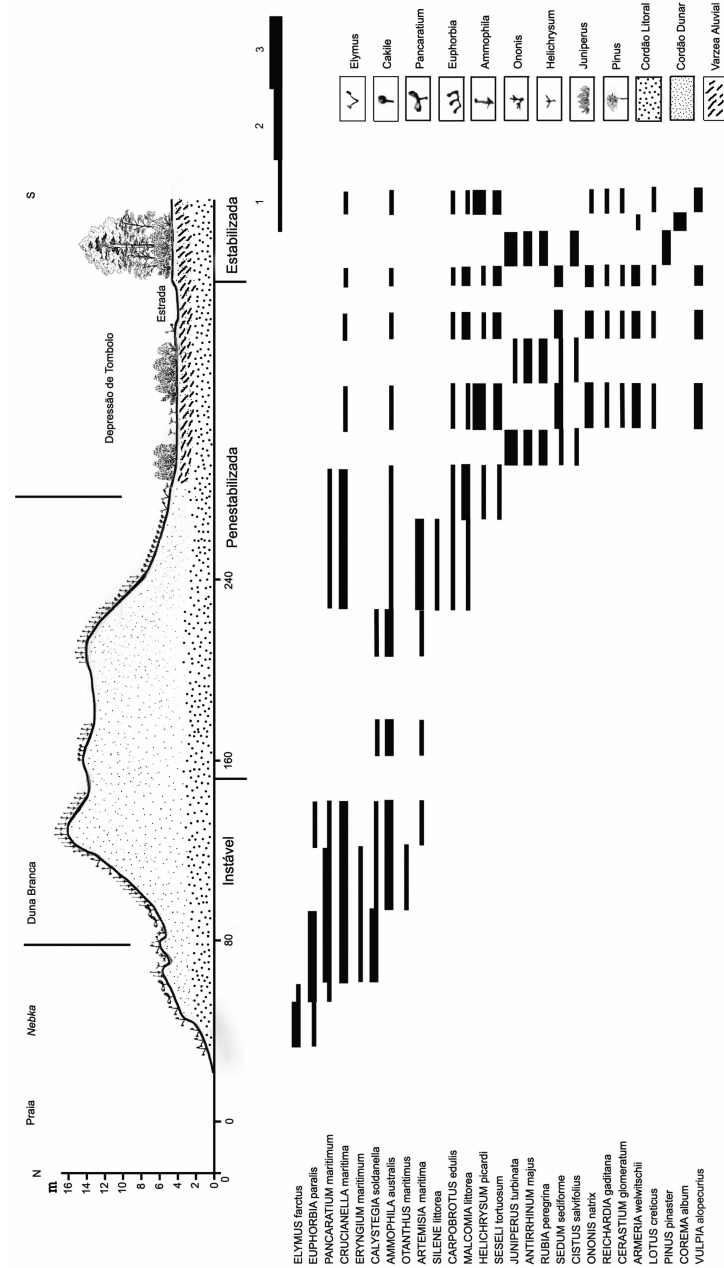 N
S
Praia
Nebka
Duna Branca
Depressão de Tombolo
Estrada
m
16
14
12
10
8
6
4
2
0
0
0
80
160
240
Instável
Penestabilizada
Estabilizada
1
2
3
ELYMUS farctus
EUPHORBIA paralis
PANCARATIUM maritimum
CRUCIANELLA maritima
ERYNGIUM maritimum
CALYSTEGIA soldanella
AMMOPHILA australis
OTANTHUS maritimus
ARTEMISIA maritima
SILENE littorea
CARPOBROTUS edulis
MALCOMIA littorea
HELICHRYSUM picardi
SESELI tortuosum
JUNIPERUS turbinata
ANTIRRHINUM majus
RUBIA peregrina
SEDUM sediforme
CISTUS salvifolius
ONONIS natrix
REICHARDIA gaditana
CERASTIUM glomeratum
ARMERIA welwitschii
LOTUS creticus
PINUS pinaster
COREMA album
VULPIA alopecurius
Elymus
Cakile
Pancaratium
Euphorbia
Ammophila
Ononis
Helichrysum
Juniperus
Pinus
Cordão Litoral
Cordão Dunar
Varzea Aluvial